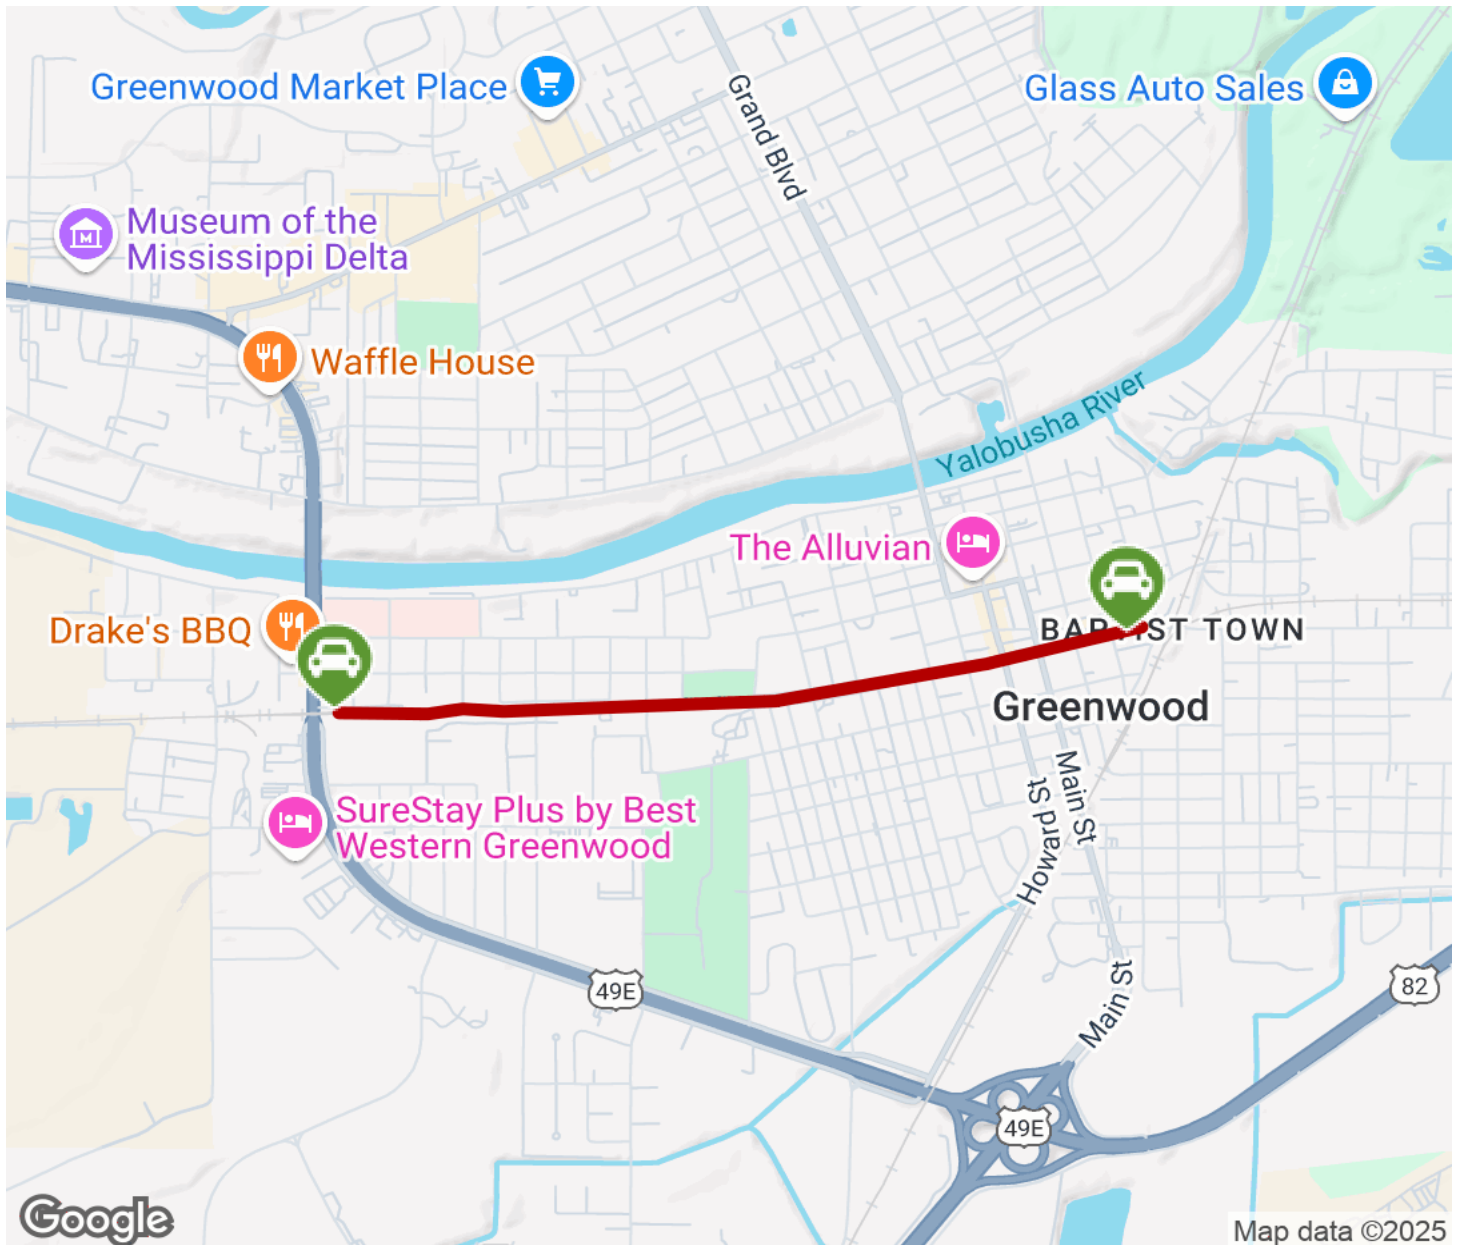 Grand Blvd
Greenwood Market Place
Glass Auto Sales
Museum of the
Mississippi Delta
Waffle House
Yalobusha River
The Alluvian
Drake's BBQ
BAPTIST TOWN
Greenwood
Main St
Howard St
SureStay Plus by Best
Western Greenwood
49E
Main St
82
49E
Google
Map data ©2025